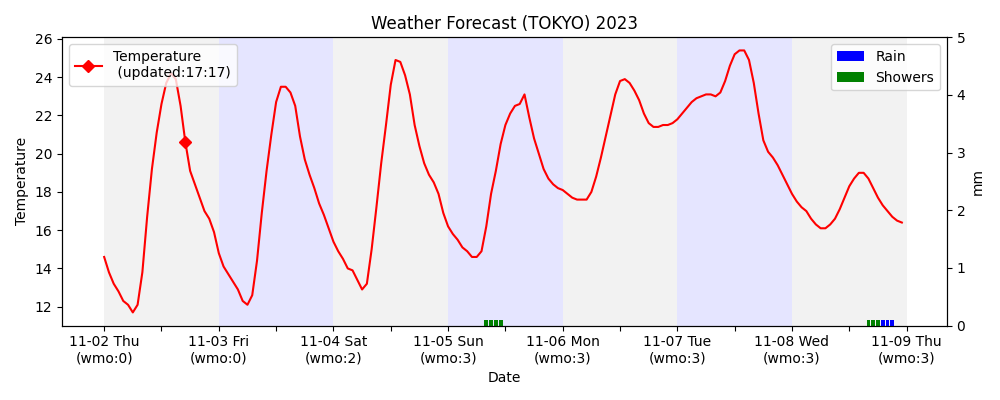 Weather Forecast (TOKYO) 2023
Temperature
(updated:17:17)
Rain
Showers
26
24
22
20
18
16
14
12
Temperature
5
4
3
2
1
0
mm
11-02 Thu 11-03 Fri 11-04 Sat 11-05 Sun 11-06 Mon 11-07 Tue 11-08 Wed 11-09 Thu
(wmo:0) (wmo:0) (wmo:2) (wmo:3) (wmo:3) (wmo:3) (wmo:3) (wmo:3)
Date